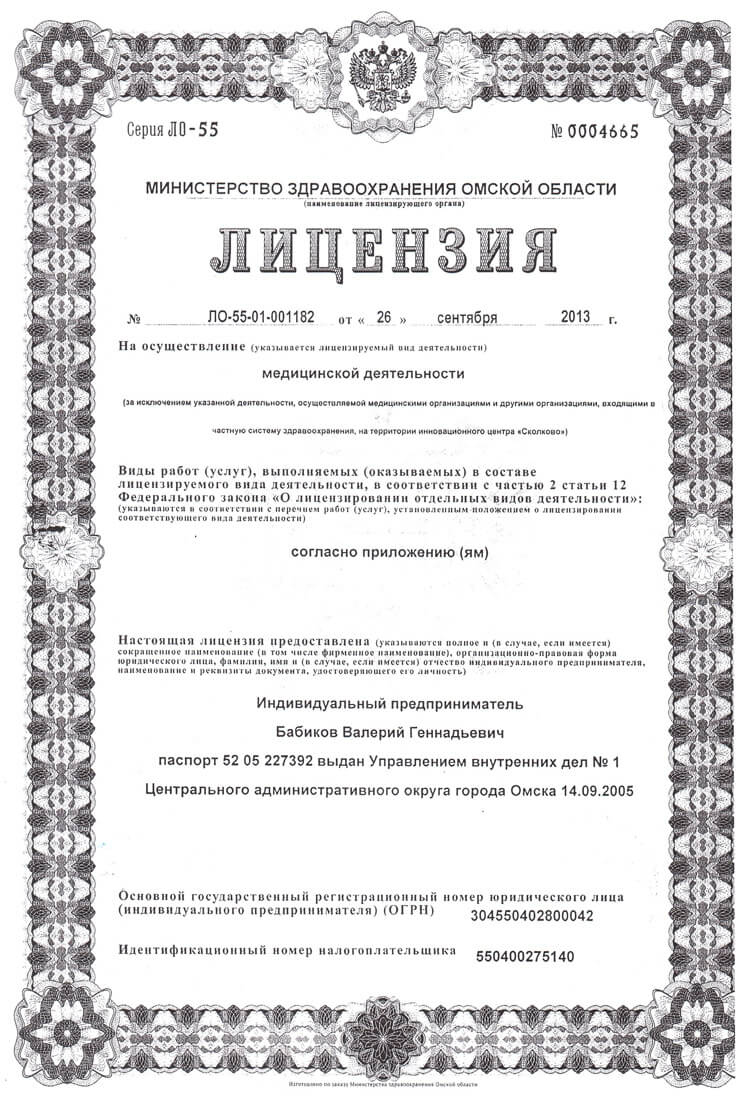 Серия ЛО-55
№ 0004665
МИНИСТЕРСТВО ЗДРАВООХРАНЕНИЯ ОМСКОЙ ОБЛАСТИ
(наименование лицензирующего органа)
ЛИЦЕНЗИЯ
№ ЛО-55-01-001182 от « 26 » сентября 2013 г.
На осуществление (указывается лицензируемый вид деятельности)
медицинской деятельности
(за исключением указанной деятельности, осуществляемой медицинскими организациями и другими организациями, входящими в
частную систему здравоохранения, на территории инновационного центра «Сколково»)
Виды работ (услуг), выполняемых (оказываемых) в составе
лицензируемого вида деятельности, в соответствии с частью 2 статьи 12
Федерального закона «О лицензировании отдельных видов деятельности»:
(указываются в соответствии с перечнем работ (услуг), установленным положением о лицензировании
соответствующего вида деятельности)
согласно приложению (ям)
Настоящая лицензия предоставлена (указываются полное и (в случае, если имеется)
сокращенное наименование (в том числе фирменное наименование), организационно-правовая форма
юридического лица, фамилия, имя и (в случае, если имеется) отчество индивидуального предпринимателя,
наименование и реквизиты документа, удостоверяющего его личность)
Индивидуальный предприниматель
Бабиков Валерий Геннадьевич
паспорт 52 05 227392 выдан Управлением внутренних дел № 1
Центрального административного округа города Омска 14.09.2005
Основной государственный регистрационный номер юридического лица
(индивидуального предпринимателя) (ОГРН) 304550402800042
Идентификационный номер налогоплательщика 550400275140
Изготовлено по заказу Министерства здравоохранения Омской области